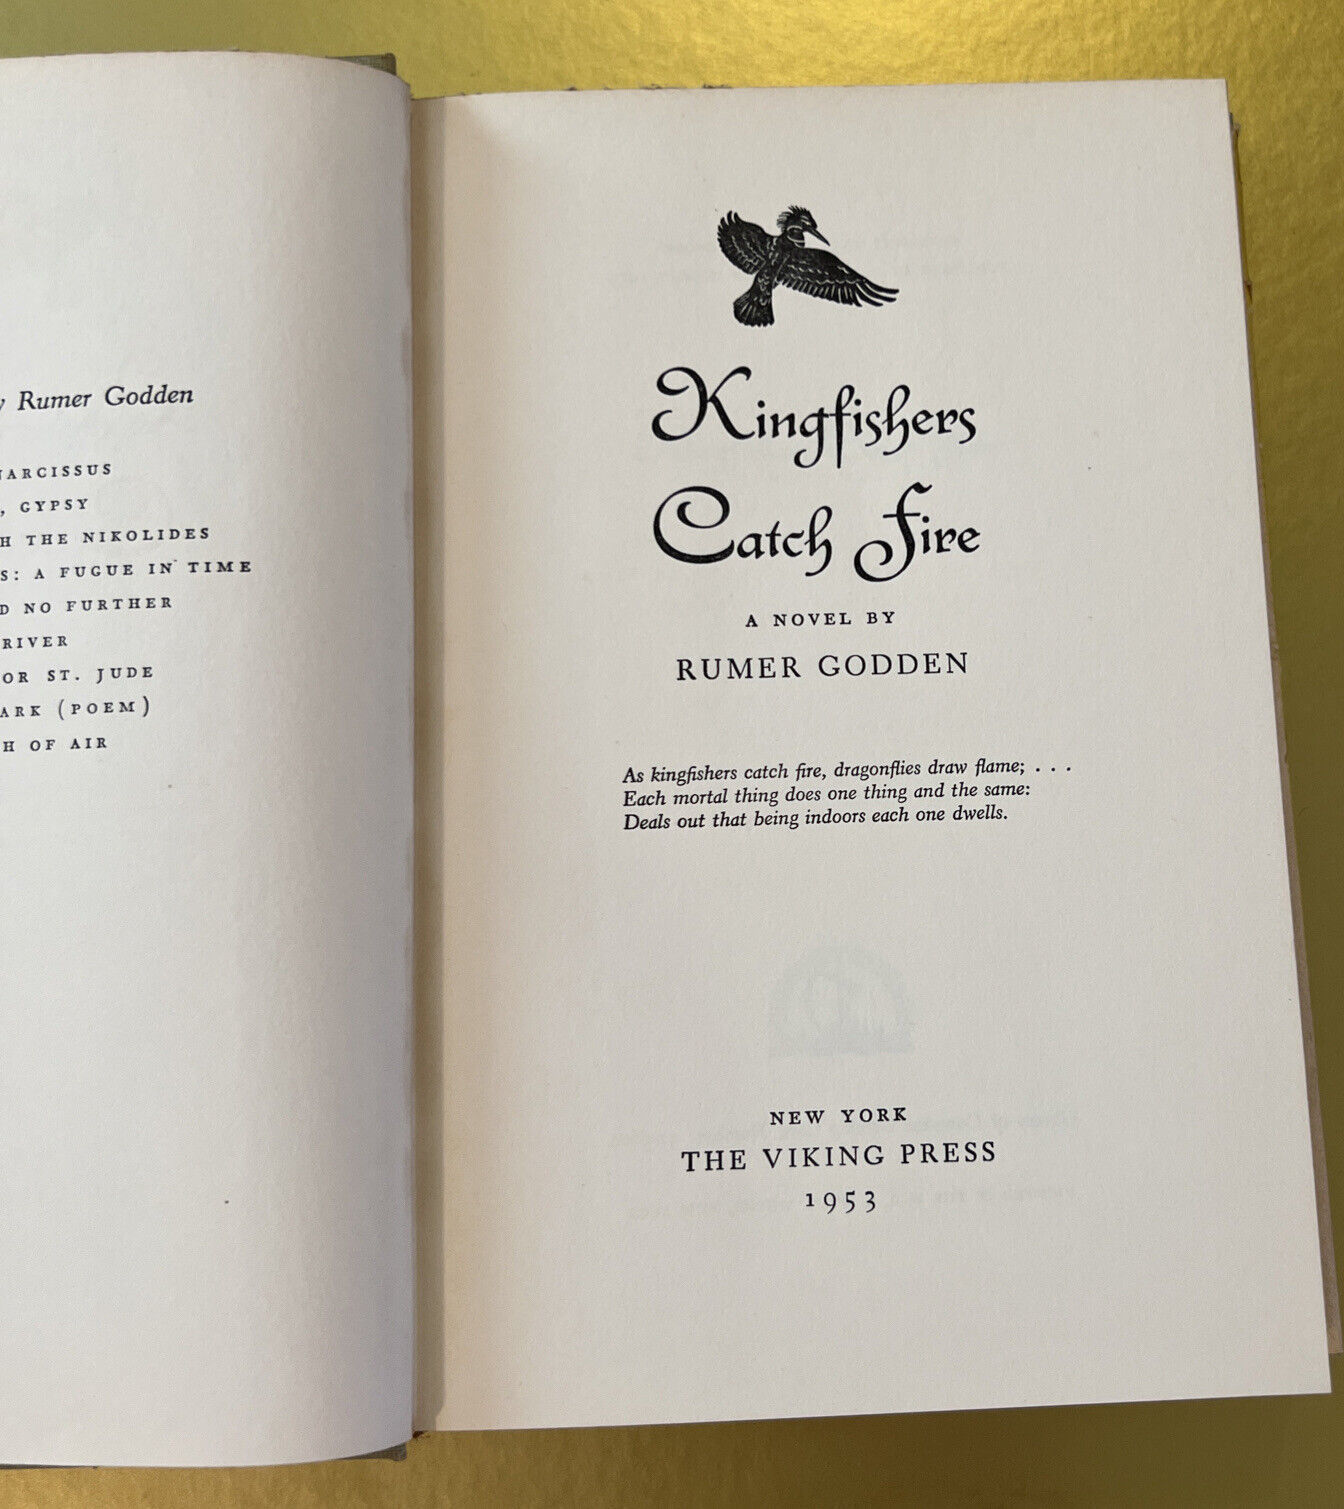 Rumer Godden
NARCISSUS
, GYPSY
H THE NIKOLIDES
S: A FUGUE IN TIME
D NO FURTHER
RIVER
OR ST. JUDE
ARK (POEM)
H OF AIR
Kingfishers
Catch Fire
A NOVEL BY
RUMER GODDEN
As kingfishers catch fire, dragonflies draw flame; . . .
Each mortal thing does one thing and the same:
Deals out that being indoors each one dwells.
NEW YORK
THE VIKING PRESS
1953